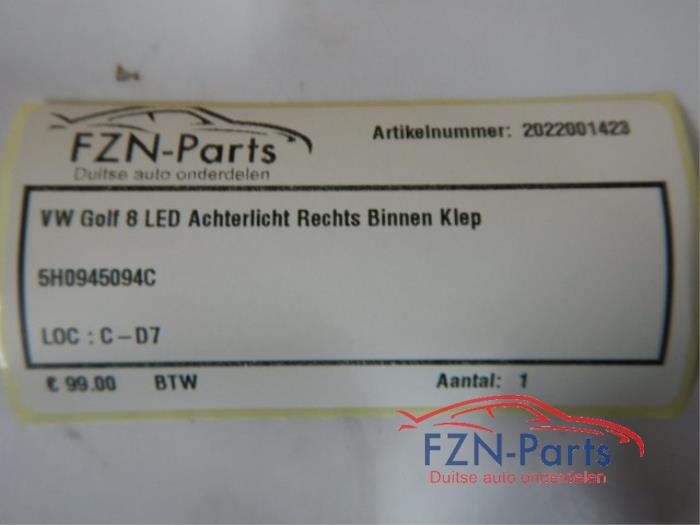 FZN-Parts
Duitse auto onderdelen
Artikelnummer: 2022001423
VW Golf 8 LED Achterlicht Rechts Binnen Klep
5H0945094C
LOC : C-D7
€ 99.00 BTW Aantal: 1
FZN-Parts
Duitse auto onderdelen